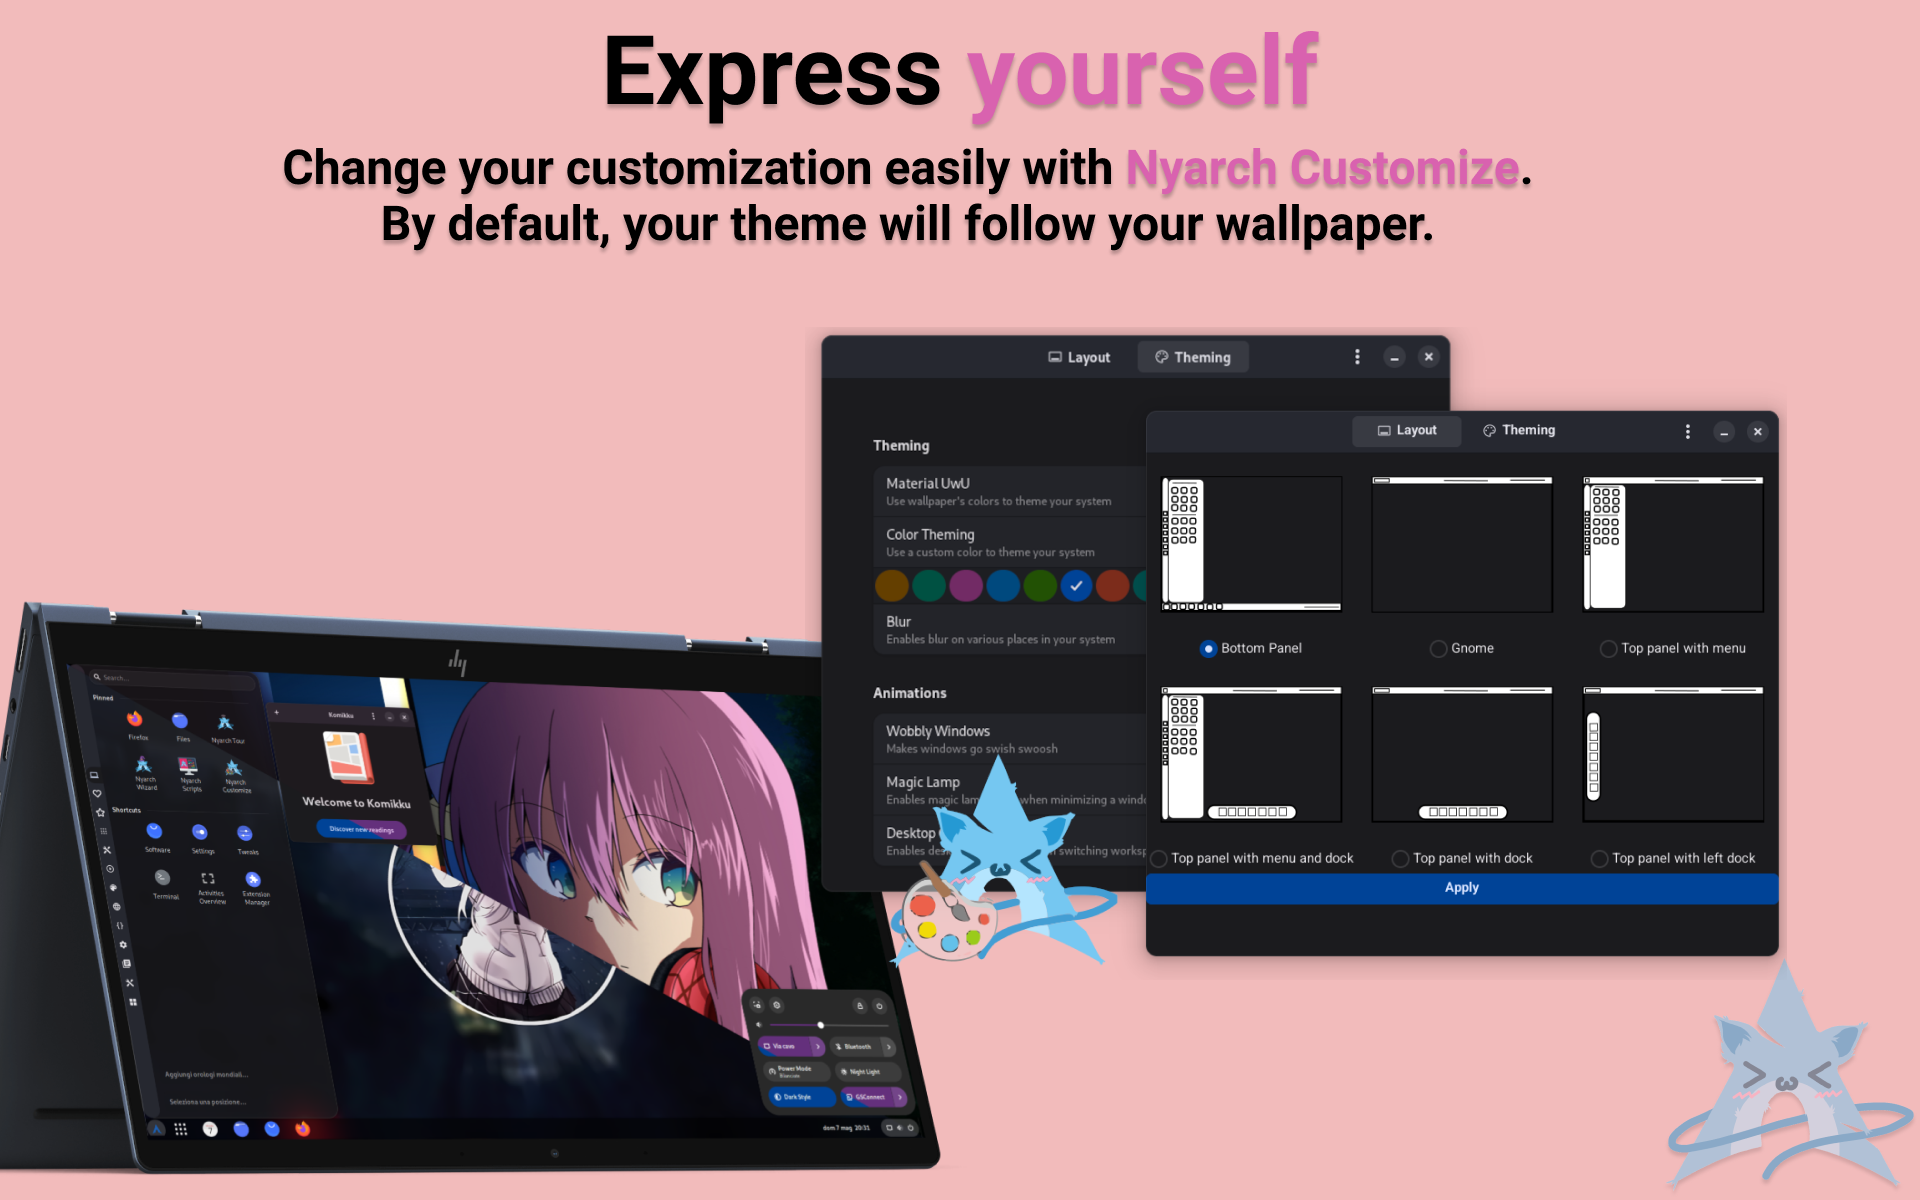 Express yourself
Change your customization easily with Nyarch Customize.
By default, your theme will follow your wallpaper.
Layout
Theming
Theming
Material UwU
Use wallpaper's colors to theme your system
Color Theming
Use a custom color to theme your system
Blur
Enables blur on various places in your system
Animations
Wobbly Windows
Makes windows go swish swoosh
Magic Lamp
Enables magic lam
when minimizing a windo
Desktop
Enables des
switching worksp
Layout
Theming
Bottom Panel
Gnome
Top panel with menu
Top panel with menu and dock
Top panel with dock
Top panel with left dock
Apply
hp
Search...
Pinned
Firefox
Files
Nyarch Tour
Nyarch
Wizard
Nyarch
Scripts
Nyarch
Customize
Shortcuts
Software
Settings
Tweaks
Terminal
Activities
Overview
Extension
Manager
Aggiungi orologi mondiali...
Seleziona una posizione...
Komikku
Welcome to Komikku
Discover new readings
Via cavo
Bluetooth
Power Mode
Bilanciato
Night Light
Dark Style
GSConnect
dom 7 mag 20:31